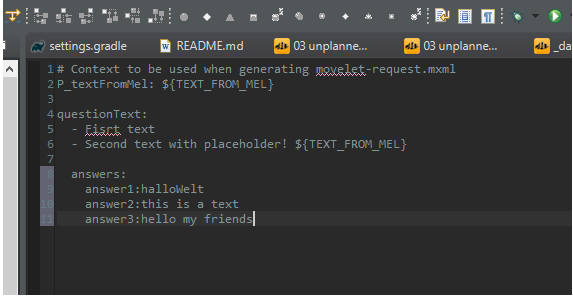 settings.gradle README.md 03 unplanne... 03 unplanne... _da
1 # Context to be used when generating movelet-request.mxml
2 P_textFromMel: ${TEXT_FROM_MEL}
3
4 questionText:
5 - Fisrt text
6 - Second text with placeholder! ${TEXT_FROM_MEL}
7
8 answers:
9 answer1:halloWelt
10 answer2:this is a text
11 answer3:hello my friends